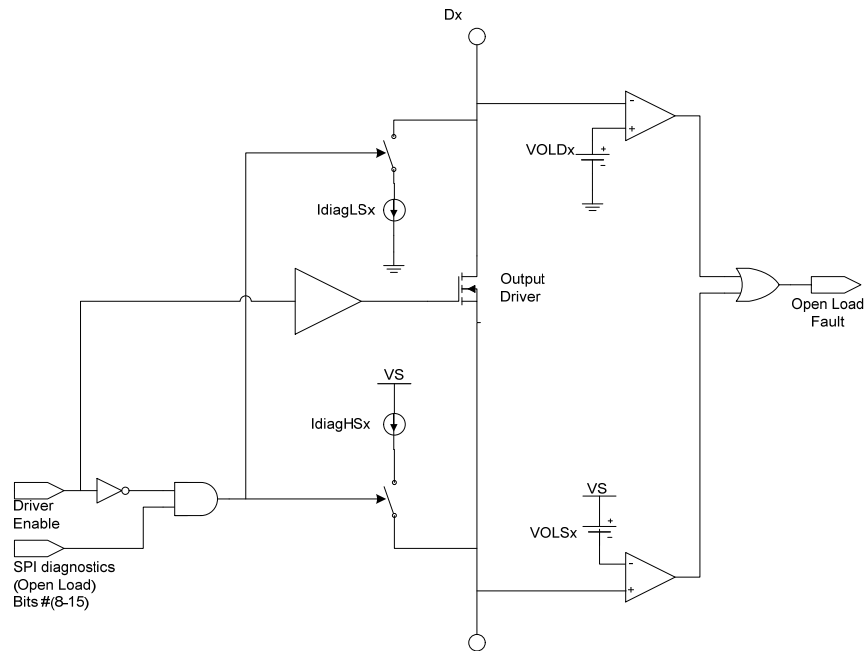 Dx
-
+
VOLDx
+
-
IdiagLSx
Output
Driver
Open Load
Fault
VS
IdiagHSx
Driver
Enable
VS
+
VOLSx
-
-
+
SPI diagnostics
(Open Load)
Bits #(8-15)